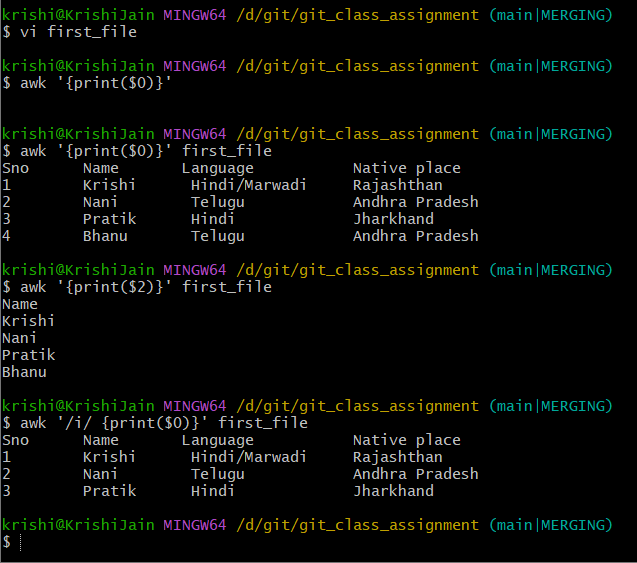 krishi@KrishiJain MINGW64 /d/git/git_class_assignment (main|MERGING)
$ vi first_file
krishi@KrishiJain MINGW64 /d/git/git_class_assignment (main|MERGING)
$ awk '{print($0)}'
krishi@KrishiJain MINGW64 /d/git/git_class_assignment (main|MERGING)
$ awk '{print($0)}' first_file
Sno Name Language Native place
1 Krishi Hindi/Marwadi Rajashthan
2 Nani Telugu Andhra Pradesh
3 Pratik Hindi Jharkhand
4 Bhanu Telugu Andhra Pradesh
krishi@KrishiJain MINGW64 /d/git/git_class_assignment (main|MERGING)
$ awk '{print($2)}' first_file
Name
Krishi
Nani
Pratik
Bhanu
krishi@KrishiJain MINGW64 /d/git/git_class_assignment (main|MERGING)
$ awk '/i/ {print($0)}' first_file
Sno Name Language Native place
1 Krishi Hindi/Marwadi Rajashthan
2 Nani Telugu Andhra Pradesh
3 Pratik Hindi Jharkhand
krishi@KrishiJain MINGW64 /d/git/git_class_assignment (main|MERGING)
$